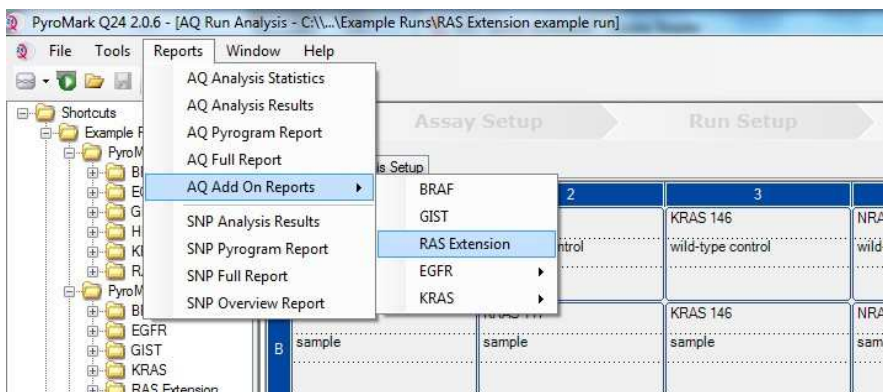 PyroMark Q24 2.0.6 - [AQ Run Analysis - C:\\...\Example Runs\RAS Extension example run]
File Tools Reports Window Help
AQ Analysis Statistics
AQ Analysis Results
AQ Pyrogram Report
AQ Full Report
AQ Add On Reports
SNP Analysis Results
SNP Pyrogram Report
SNP Full Report
SNP Overview Report
BRAF
GIST
RAS Extension
EGFR
KRAS
Shortcuts
Example
EGFR
GIST
KRAS
RAS Extension
Assay Setup Run Setup
Setup
2 3
KRAS 146
wild-type control
KRAS 146
B sample sample sample